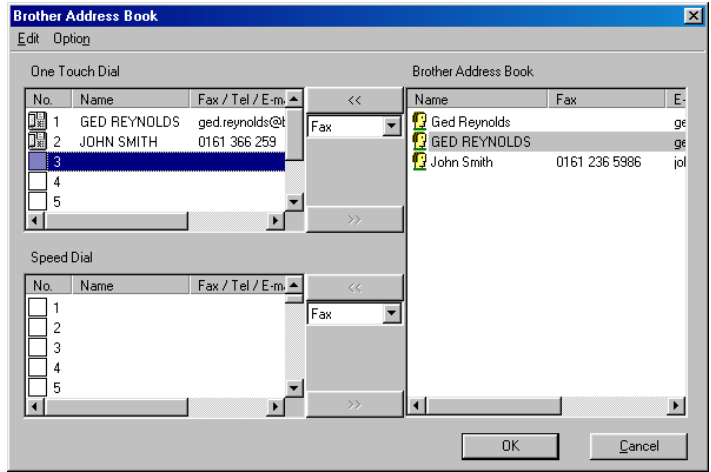 Brother Address Book
Edit Option
One Touch Dial
No. Name Fax / Tel / E-m
1 GED REYNOLDS ged.reynolds@
2 JOHN SMITH 0161 366 259
3
4
5
<<
Fax
>>
Speed Dial
No. Name Fax / Tel / E-m
1
2
3
4
5
<<
Fax
>>
Brother Address Book
Name Fax E-
Ged Reynolds ge
GED REYNOLDS ge
John Smith 0161 236 5986 jol
OK Cancel